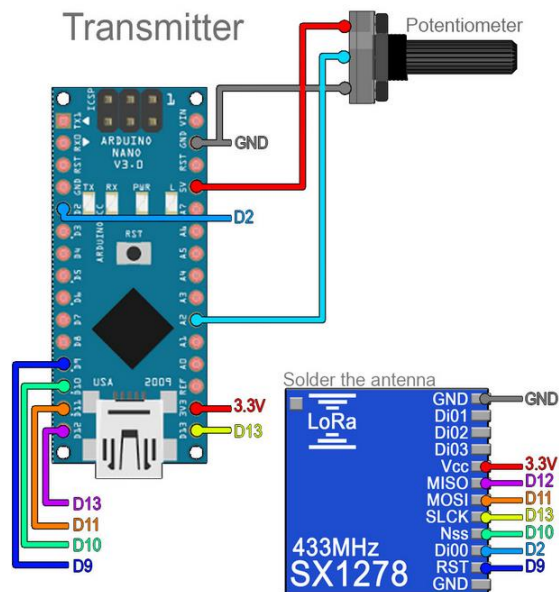 Transmitter
Potentiometer
ICSP
1
TX1
VIN
RX0
GND
ARDUINO
NANO
V3.0
RST
RST
GND
5V
TX
RX
PWR
L
D2
A7
D3
A6
ARDUINO.CC
RST
D4
A5
D5
A4
D6
A3
D7
A2
D8
A1
D9
A0
D10
REF
D11
3V3
D12
D13
USA
2009
GND
D2
3.3V
D13
D13
D11
D10
D9
Solder the antenna
LoRa
433MHz
SX1278
GND
Di01
Di02
Di03
Vcc
MISO
MOSI
SLCK
Nss
Di00
RST
GND
GND
3.3V
D12
D11
D13
D10
D2
D9